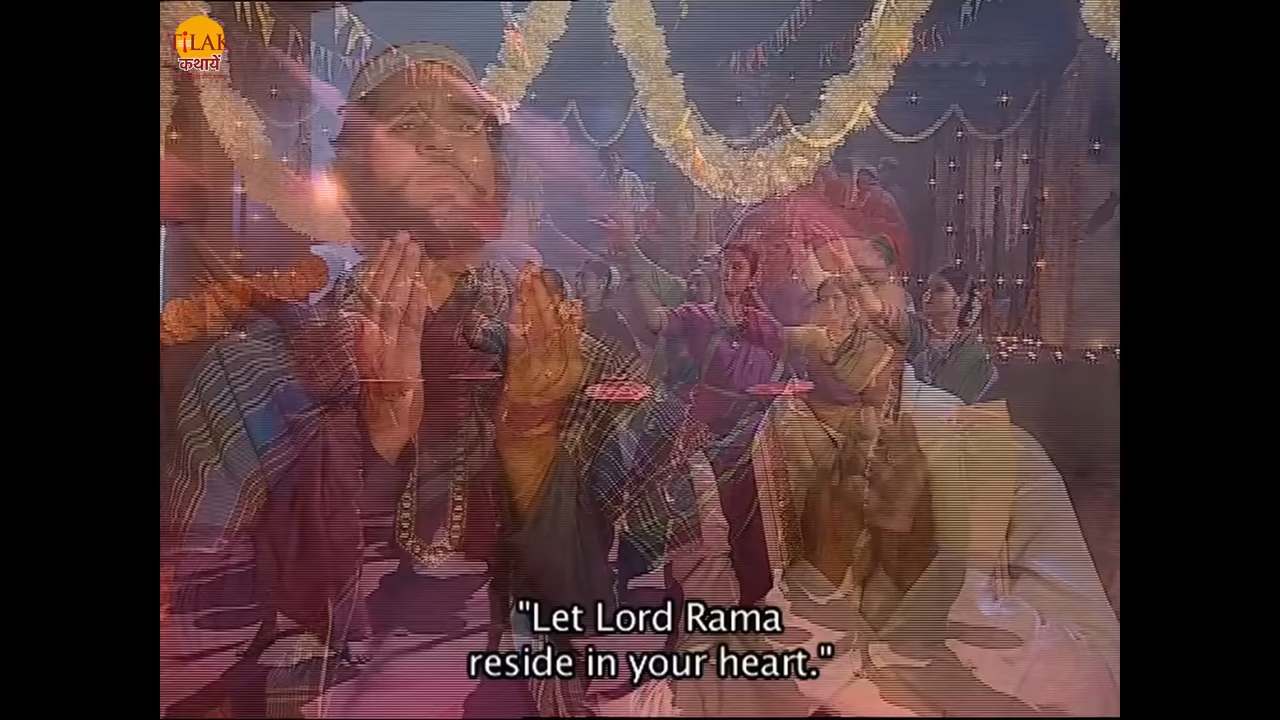 TiLAK
कथायें
"Let Lord Rama
reside in your heart."